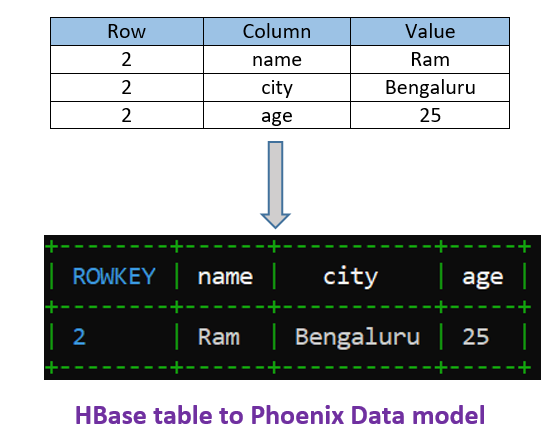 Row Column Value
2 name Ram
2 city Bengaluru
2 age 25
ROWKEY name city age
2 Ram Bengaluru 25
HBase table to Phoenix Data model